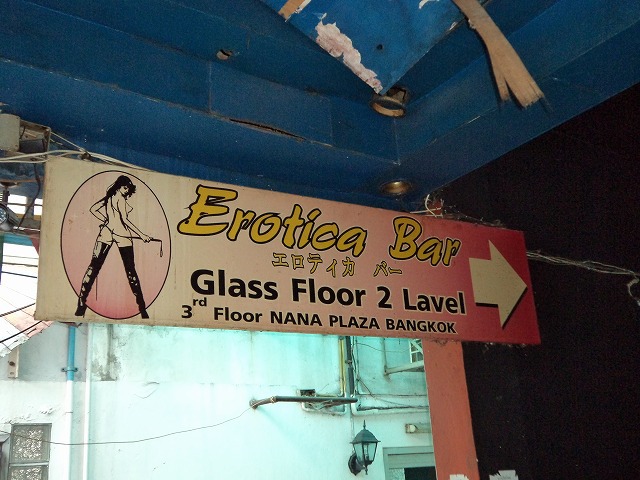 Erotica Bar
エロティカ バー
Glass Floor 2 Lavel
3rd Floor NANA PLAZA BANGKOK